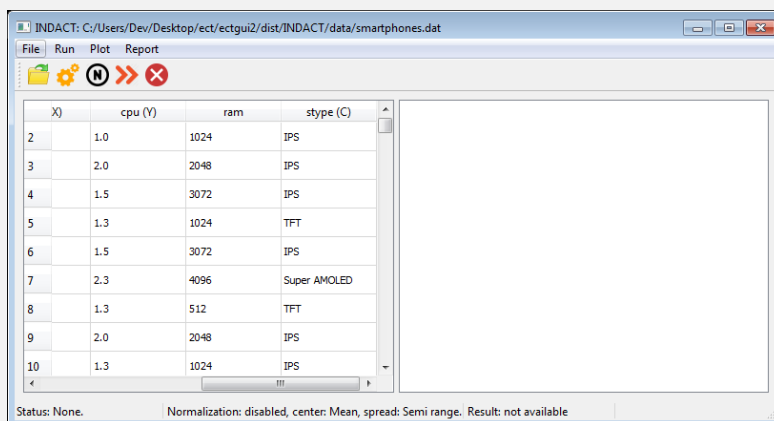 INDACT: C:/Users/Dev/Desktop/ect/ectgui2/dist/INDACT/data/smartphones.dat
File Run Plot Report
N
X) cpu (Y) ram stype (C)
2 1.0 1024 IPS
3 2.0 2048 IPS
4 1.5 3072 IPS
5 1.3 1024 TFT
6 1.5 3072 IPS
7 2.3 4096 Super AMOLED
8 1.3 512 TFT
9 2.0 2048 IPS
10 1.3 1024 IPS
Status: None. Normalization: disabled, center: Mean, spread: Semi range. Result: not available